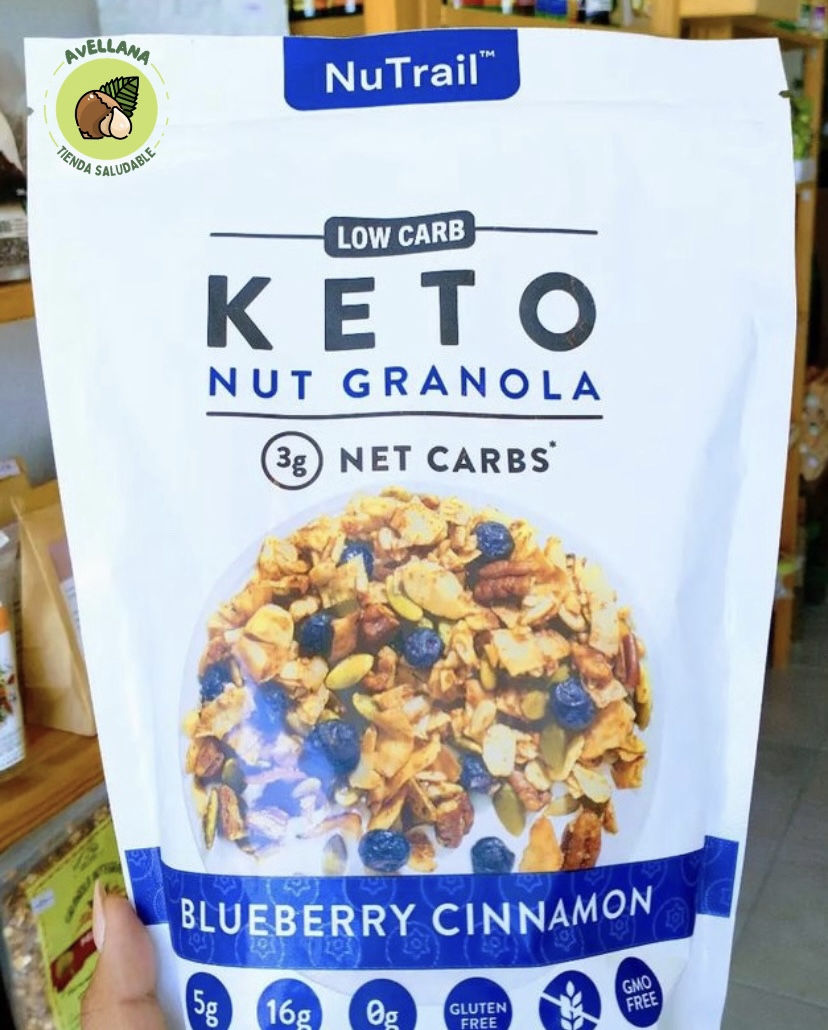 AVELLANA
TIENDA SALUDABLE
NuTrail™
LOW CARB
KETO
NUT GRANOLA
3g NET CARBS*
BLUEBERRY CINNAMON
5g
16g
0g
GLUTEN
FREE
GMO
FREE